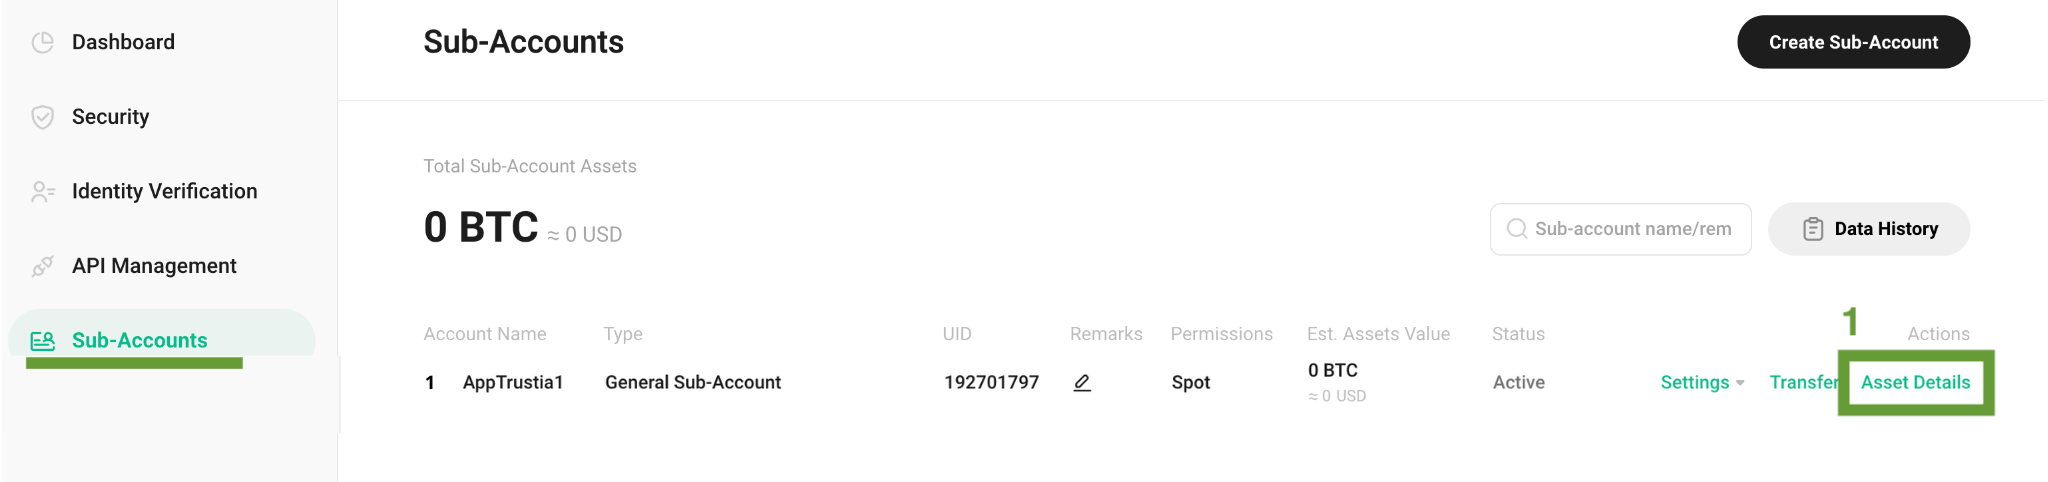 Dashboard
Security
Identity Verification
API Management
Sub-Accounts
Sub-Accounts
Create Sub-Account
Total Sub-Account Assets
0 BTC ≈ 0 USD
Sub-account name/rem
Data History
Account Name Type UID Remarks Permissions Est. Assets Value Status Actions
1
1 AppTrustia1 General Sub-Account 192701797 Spot 0 BTC Active Settings Transfer Asset Details
≈ 0 USD